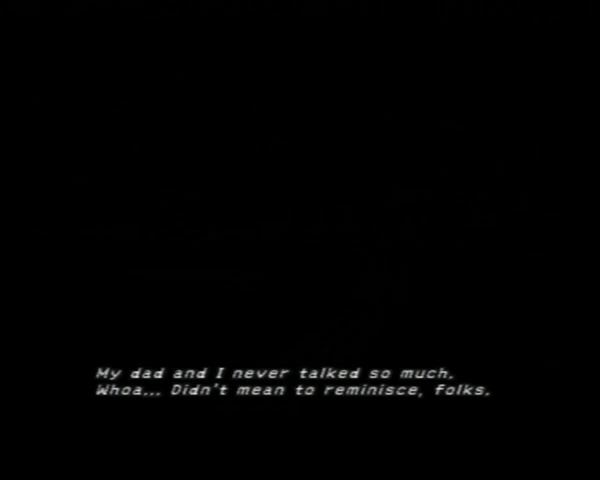 My dad and I never talked so much.
Whoa... Didn't mean to reminisce, folks.